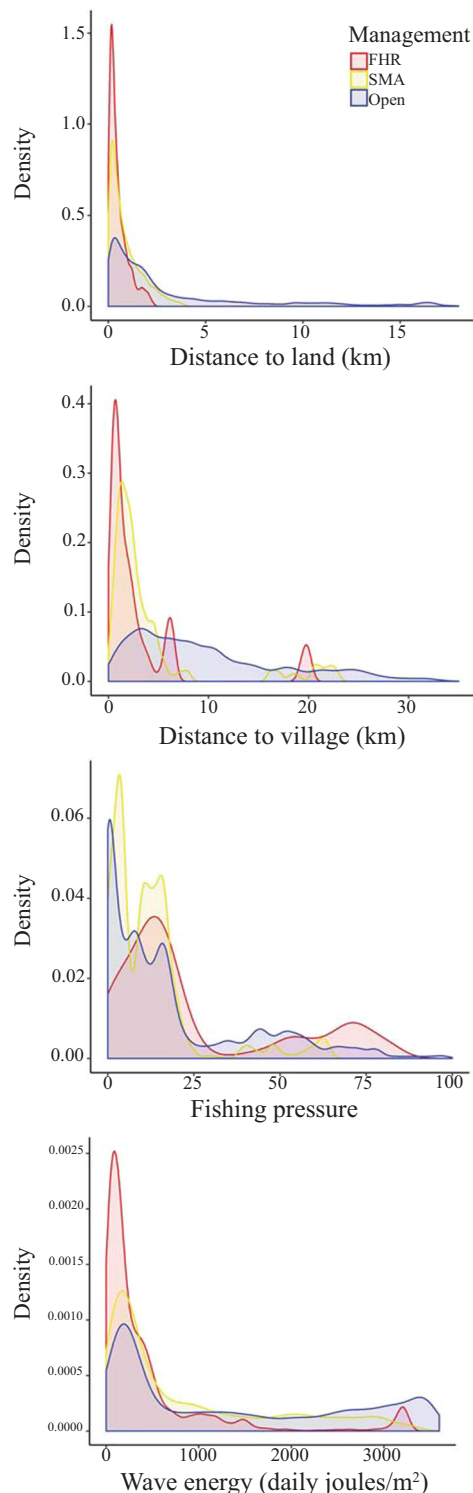 Management
FHR
SMA
Open
Density
1.5
1.0
0.5
0.0
0 5 10 15
Distance to land (km)
Density
0.4
0.3
0.2
0.1
0.0
0 10 20 30
Distance to village (km)
Density
0.06
0.04
0.02
0.00
0 25 50 75 100
Fishing pressure
Density
0.0025
0.0020
0.0015
0.0010
0.0005
0.0000
0 1000 2000 3000
Wave energy (daily joules/m²)